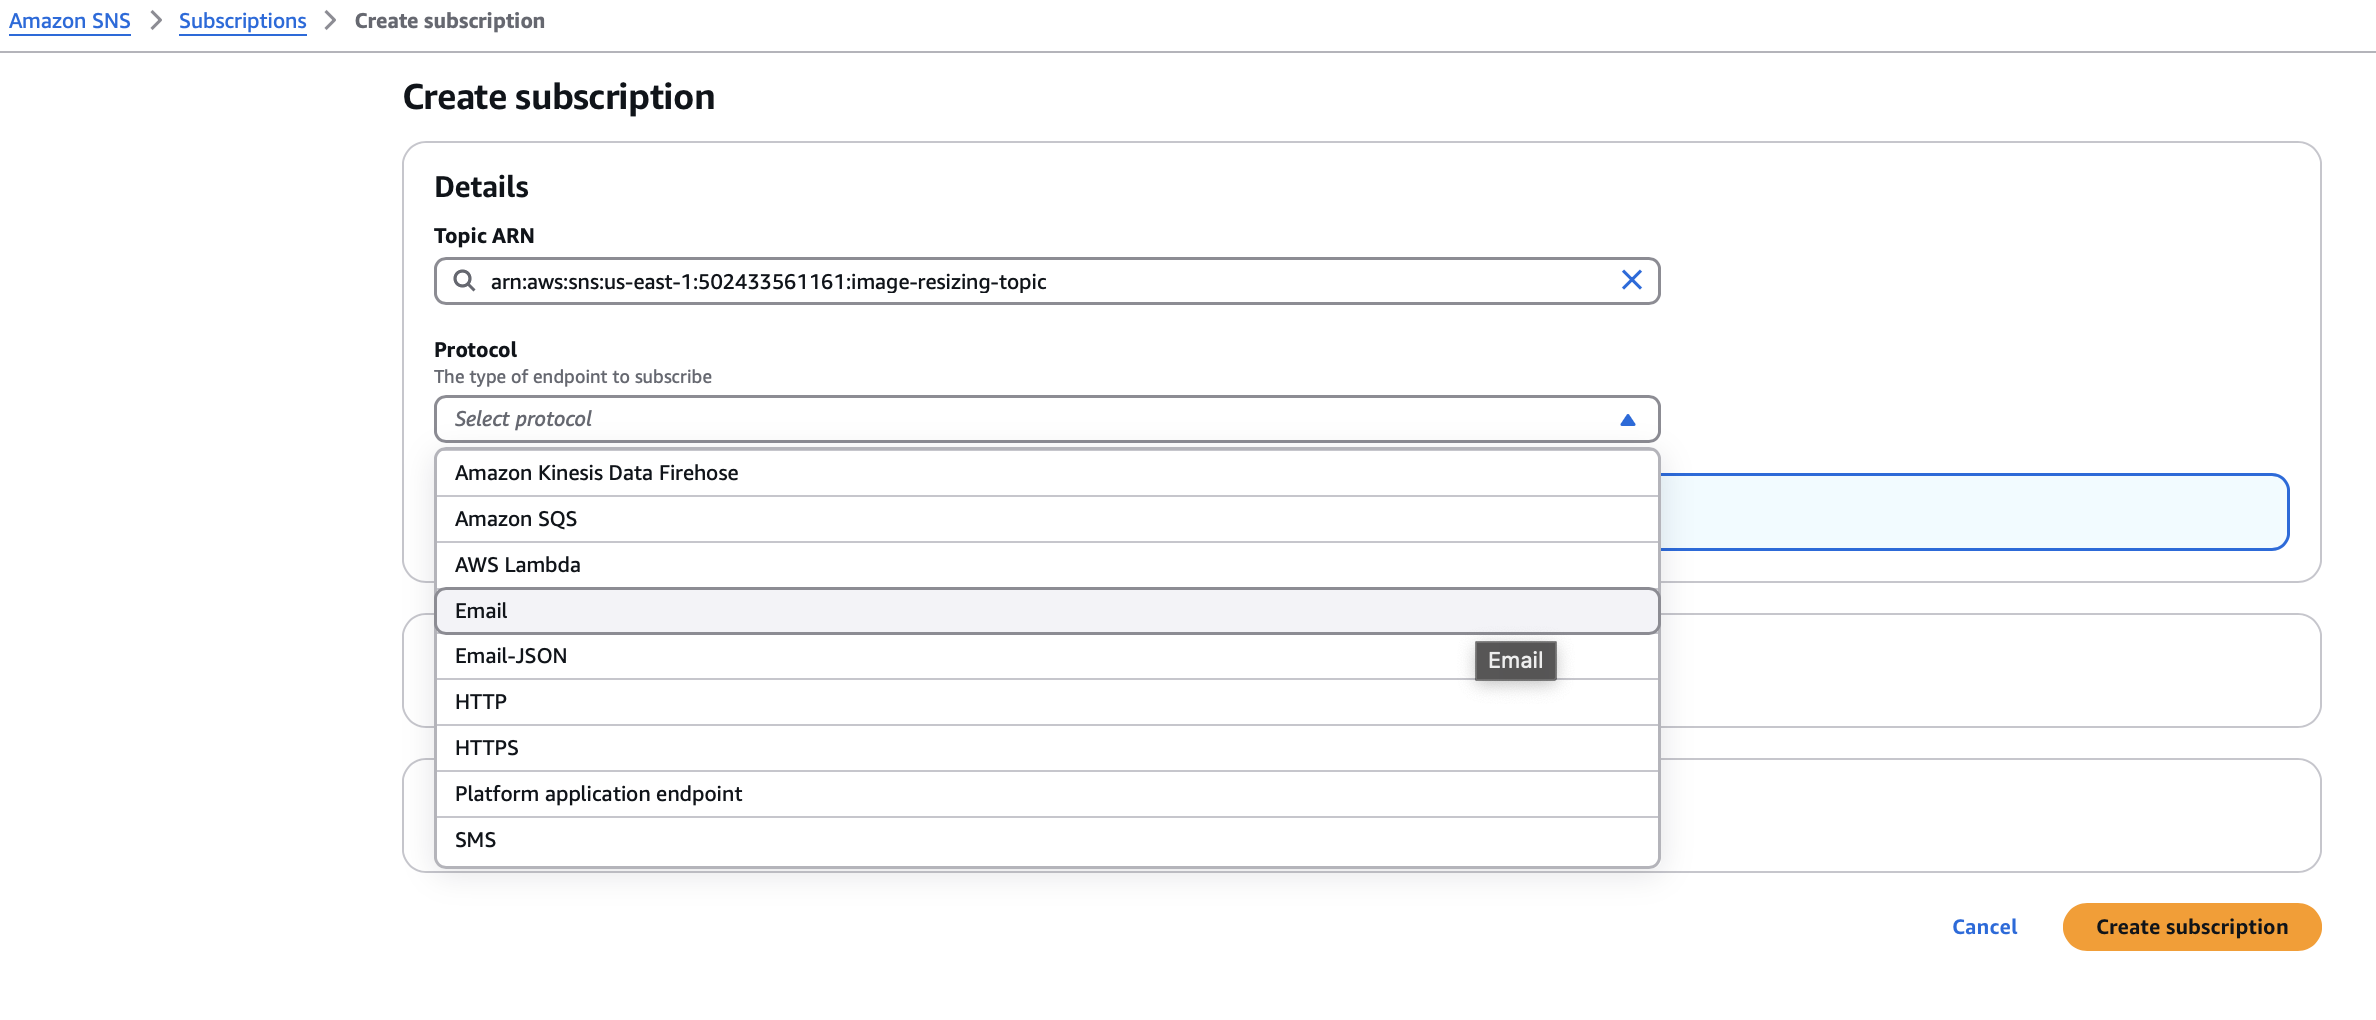 Amazon SNS > Subscriptions > Create subscription
Create subscription
Details
Topic ARN
arn:aws:sns:us-east-1:502433561161:image-resizing-topic
Protocol
The type of endpoint to subscribe
Select protocol
Amazon Kinesis Data Firehose
Amazon SQS
AWS Lambda
Email
Email-JSON
Email
HTTP
HTTPS
Platform application endpoint
SMS
Cancel
Create subscription